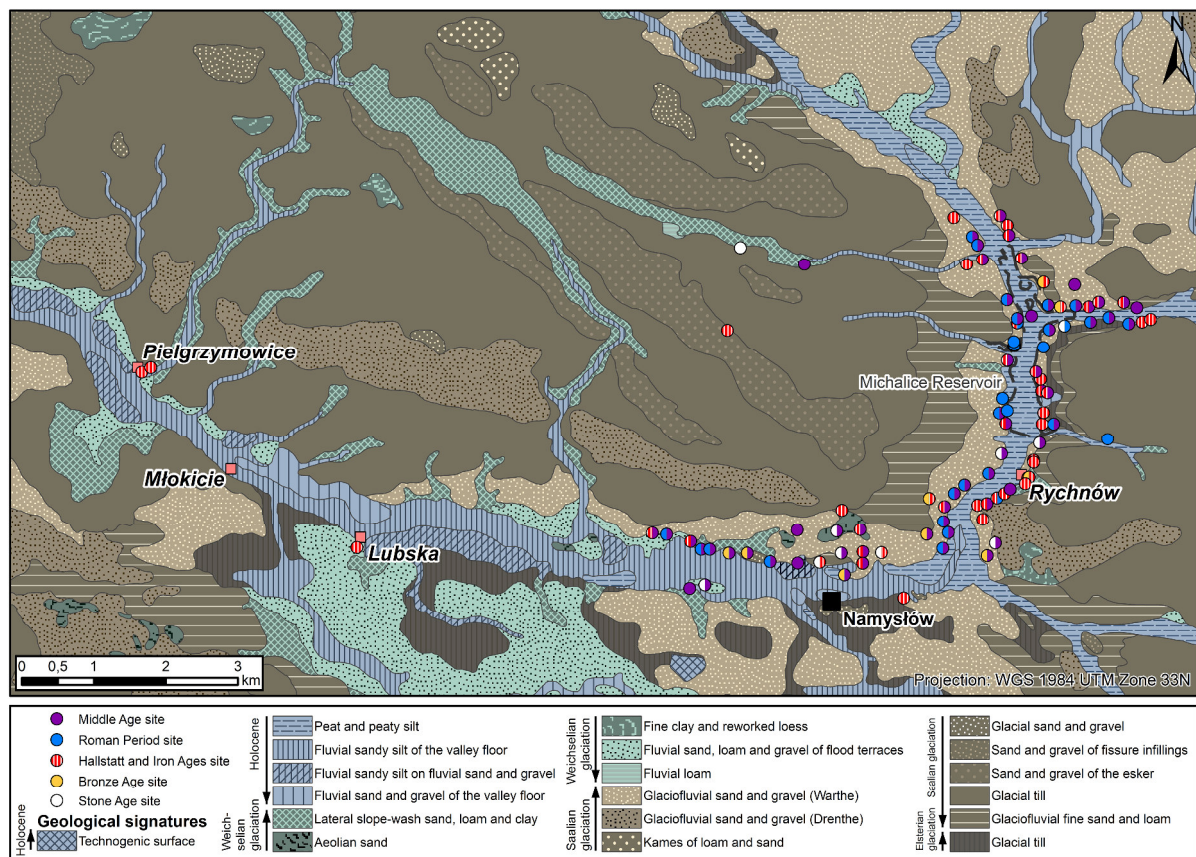 N
Pielgrzymowice
Michalice Reservoir
Młokicie
Rychnów
Lubska
Namysłów
0 0,5 1 2 3
km
Projection: WGS 1984 UTM Zone 33N
Middle Age site
Roman Period site
Hallstatt and Iron Ages site
Bronze Age site
Stone Age site
Geological signatures
Holocene
Technogenic surface
Holocene
Peat and peaty silt
Fluvial sandy silt of the valley floor
Fluvial sandy silt on fluvial sand and gravel
Fluvial sand and gravel of the valley floor
Weich-
selian
glaciation
Lateral slope-wash sand, loam and clay
Aeolian sand
Weichselian
glaciation
Fine clay and reworked loess
Fluvial sand, loam and gravel of flood terraces
Fluvial loam
Saalian
glaciation
Glaciofluvial sand and gravel (Warthe)
Glaciofluvial sand and gravel (Drenthe)
Kames of loam and sand
Saalian glaciation
Glacial sand and gravel
Sand and gravel of fissure infillings
Sand and gravel of the esker
Glacial till
Glaciofluvial fine sand and loam
Elsterian
glaciation
Glacial till